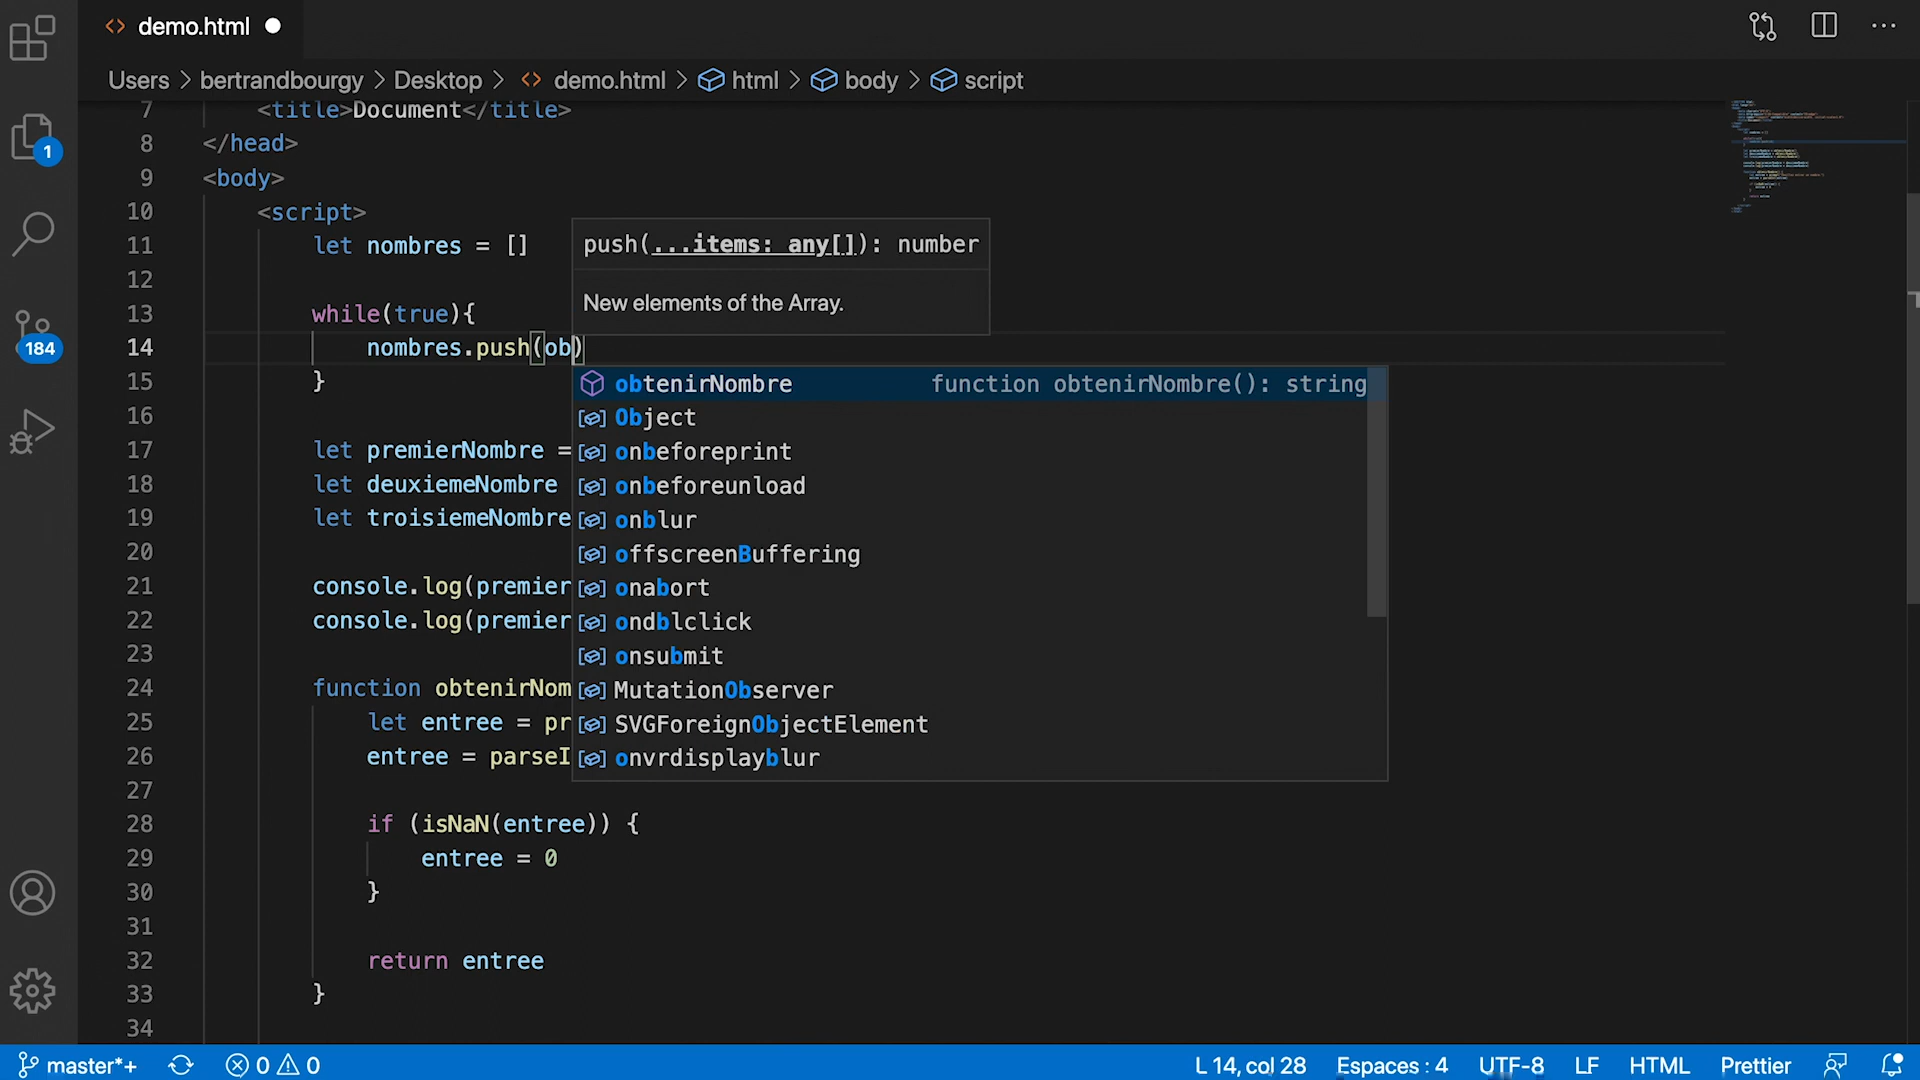 demo.html
Users > bertrandbourgy > Desktop > demo.html > html > body > script
7 <title>Document</title>
8 </head>
9 <body>
10 <script>
11 let nombres = []
12
13 while(true){
14 nombres.push(ob)
15 }
16
17 let premierNombre =
18 let deuxiemeNombre
19 let troisiemeNombre
20
21 console.log(premier
22 console.log(premier
23
24 function obtenirNom
25 let entree = pr
26 entree = parseI
27
28 if (isNaN(entree)) {
29 entree = 0
30 }
31
32 return entree
33 }
34
push(...items: any[]): number
New elements of the Array.
obtenirNombre function obtenirNombre(): string
Object
onbeforeprint
onbeforeunload
onblur
offscreenBuffering
onabort
ondblclick
onsubmit
MutationObserver
SVGForeignObjectElement
onvrdisplayblur
1
184
master*+ 0 0 L 14, col 28 Espaces : 4 UTF-8 LF HTML Prettier